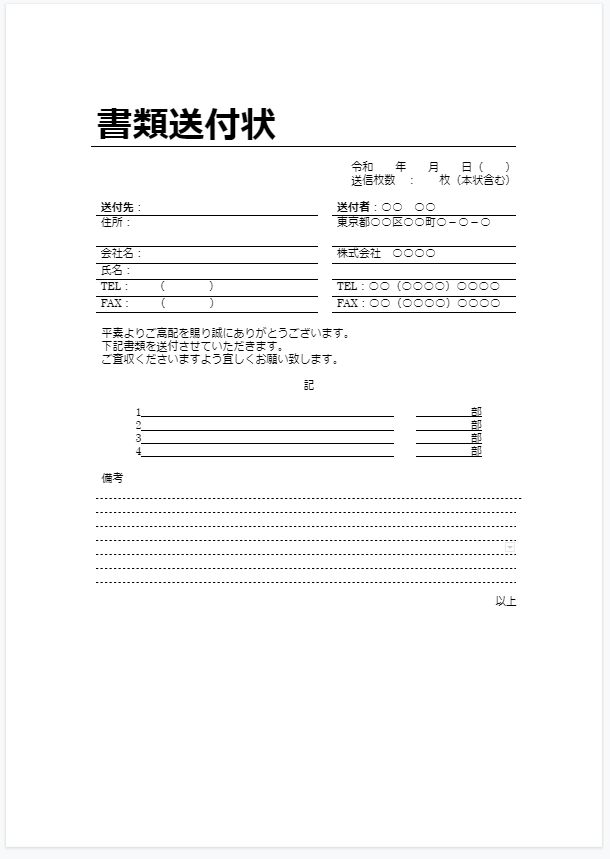 書類送付状
令和　　年　　月　　日（　　）
送信枚数　：　　枚（本状含む）
送付先：
住所：
会社名：
氏名：
TEL：　　（　　　　）
FAX：　　（　　　　）
送付者：○○　○○
東京都○○区○○町○－○－○
株式会社　○○○○
TEL：○○（○○○○）○○○○
FAX：○○（○○○○）○○○○
平素よりご高配を賜り誠にありがとうございます。
下記書類を送付させていただきます。
ご査収くださいますよう宜しくお願い致します。
記
1　　部
2　　部
3　　部
4　　部
備考
以上